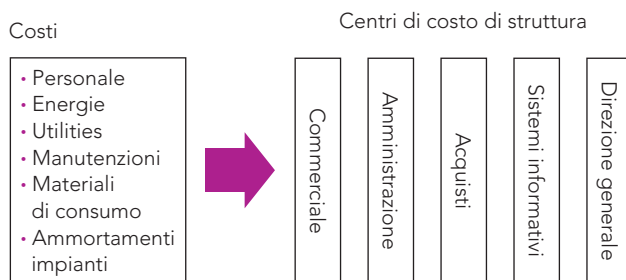 Costi
• Personale
• Energie
• Utilities
• Manutenzioni
• Materiali
di consumo
• Ammortamenti
impianti
Centri di costo di struttura
Commerciale
Amministrazione
Acquisti
Sistemi informativi
Direzione generale